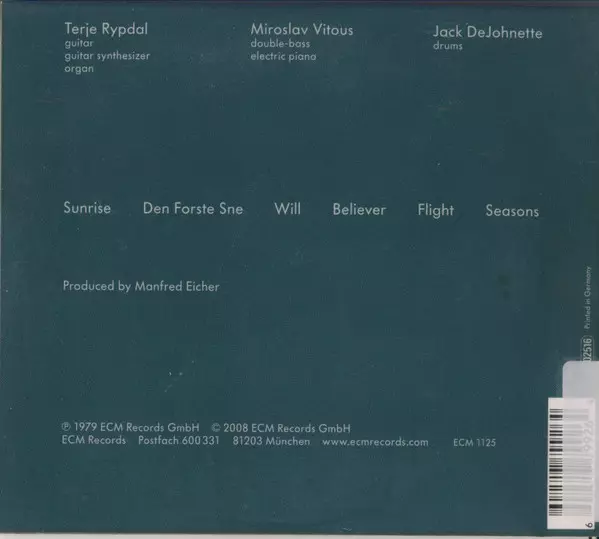 Terje Rypdal
guitar
guitar synthesizer
organ
Miroslav Vitous
double-bass
electric piano
Jack DeJohnette
drums
Sunrise Den Forste Sne Will Believer Flight Seasons
Produced by Manfred Eicher
℗ 1979 ECM Records GmbH © 2008 ECM Records GmbH
ECM Records Postfach 600 331 81203 München www.ecmrecords.com ECM 1125
Printed in Germany
02516
6